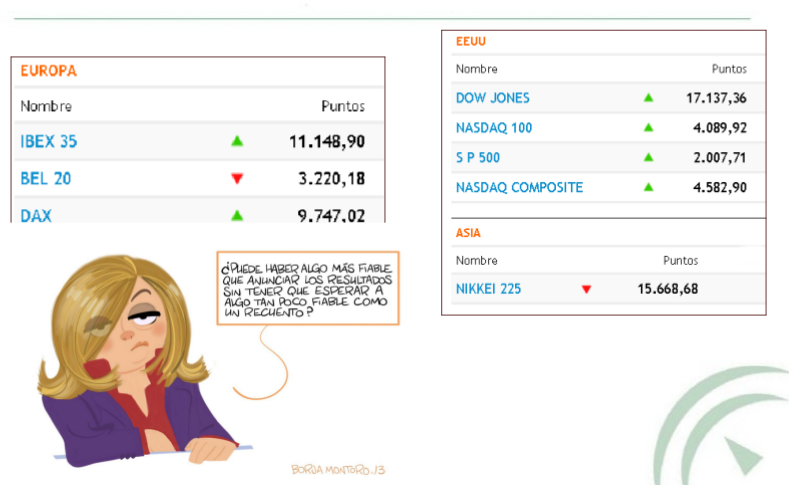 EUROPA
Nombre Puntos
IBEX 35 11.148,90
BEL 20 3.220,18
DAX 9.747,02
EEUU
Nombre Puntos
DOW JONES 17.137,36
NASDAQ 100 4.089,92
S P 500 2.007,71
NASDAQ COMPOSITE 4.582,90
ASIA
Nombre Puntos
NIKKEI 225 15.668,68
¿PUEDE HABER ALGO MÁS FIABLE
QUE ANUNCIAR LOS RESULTADOS
SIN TENER QUE ESPERAR A
ALGO TAN POCO FIABLE COMO
UN RECUENTO?
BORJA MONTORO./13